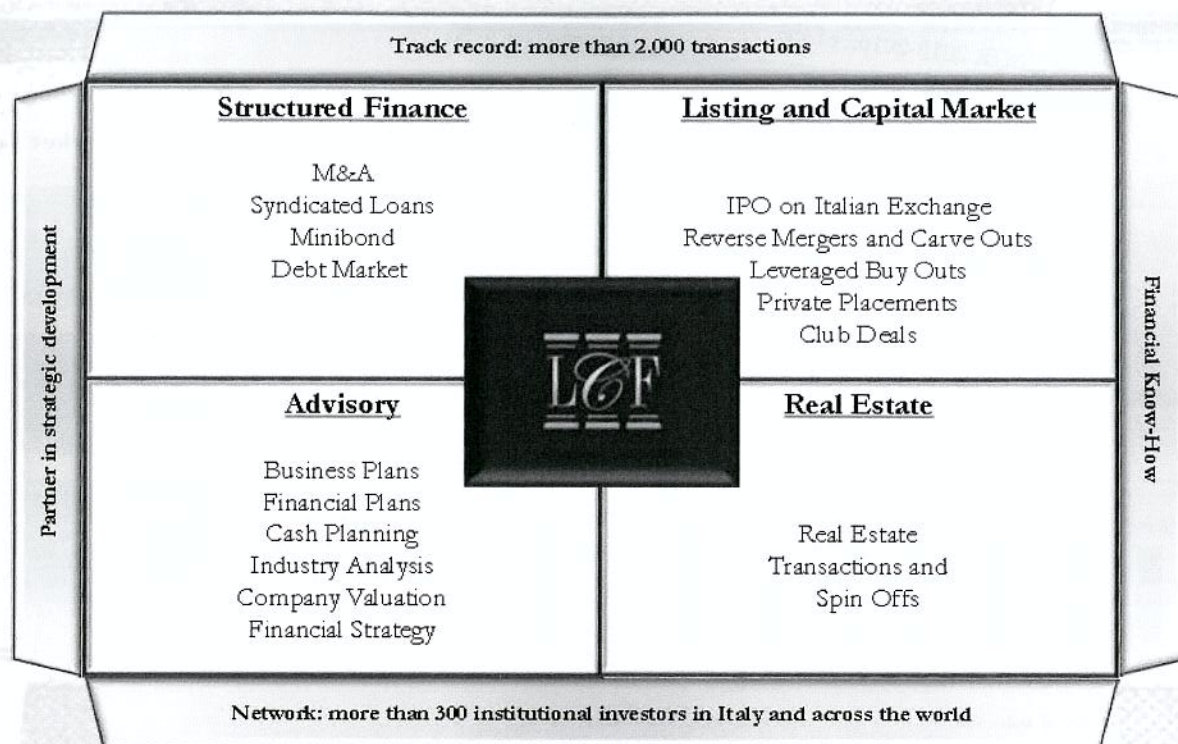 Track record: more than 2.000 transactions
Partner in strategic development
Structured Finance
M&A
Syndicated Loans
Minibond
Debt Market
Listing and Capital Market
IPO on Italian Exchange
Reverse Mergers and Carve Outs
Leveraged Buy Outs
Private Placements
Club Deals
LCF
Advisory
Business Plans
Financial Plans
Cash Planning
Industry Analysis
Company Valuation
Financial Strategy
Real Estate
Real Estate
Transactions and
Spin Offs
Financial Know-How
Network: more than 300 institutional investors in Italy and across the world